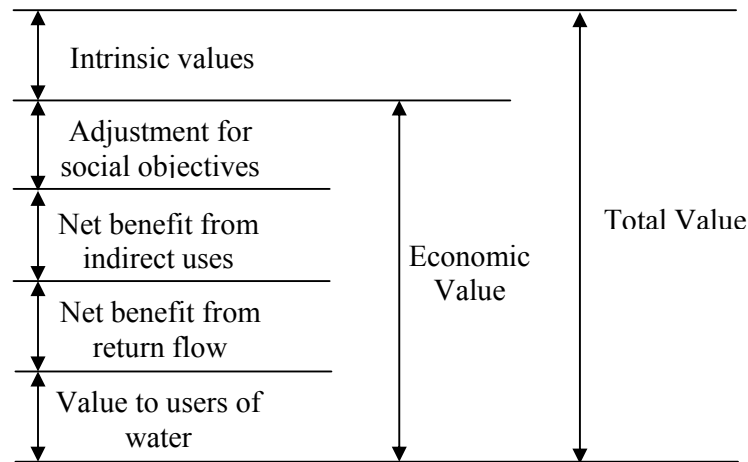 Intrinsic values
Adjustment for
social objectives
Net benefit from
indirect uses
Net benefit from
return flow
Value to users of
water
Economic
Value
Total Value